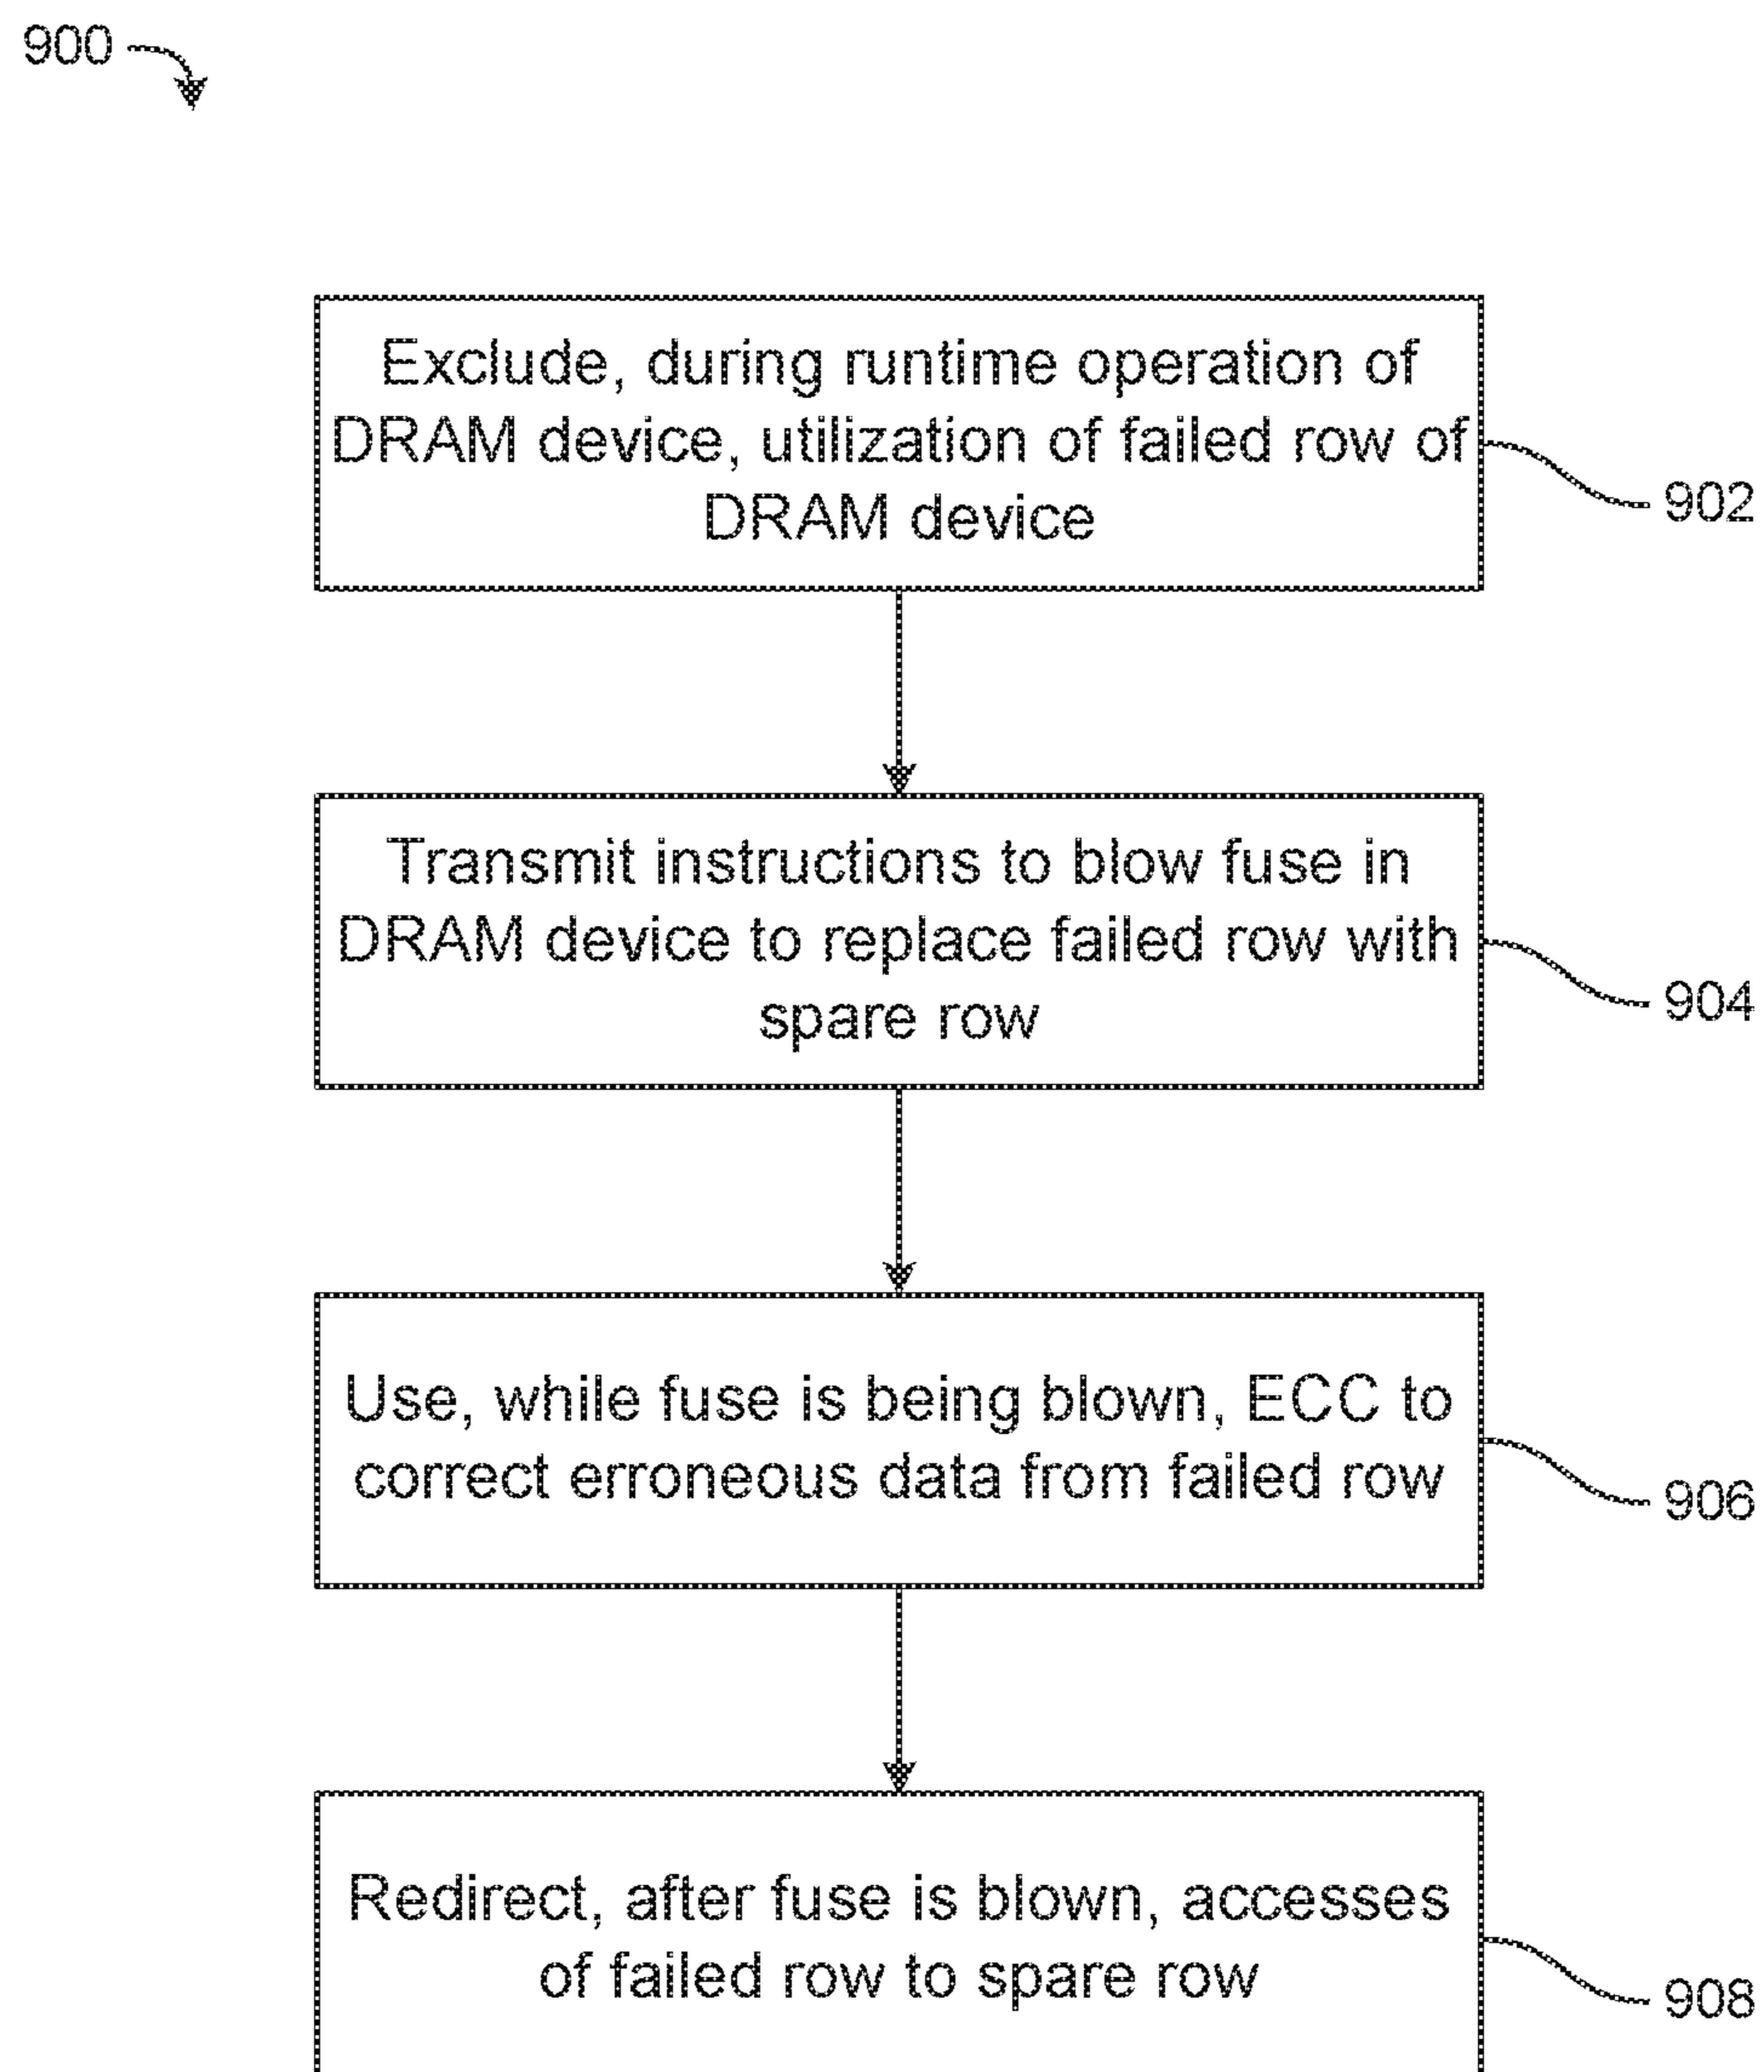 900
Exclude, during runtime operation of
DRAM device, utilization of failed row of
DRAM device
902
Transmit instructions to blow fuse in
DRAM device to replace failed row with
spare row
904
Use, while fuse is being blown, ECC to
correct erroneous data from failed row
906
Redirect, after fuse is blown, accesses
of failed row to spare row
908